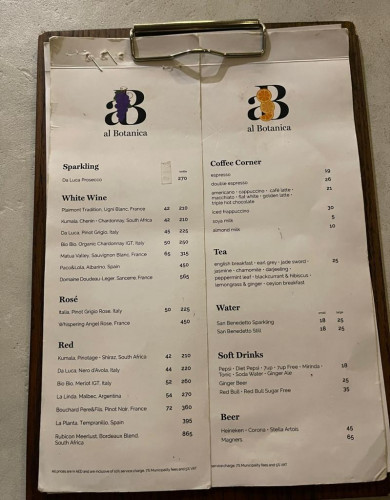 aB
al Botanica
Sparkling
Da Luca Prosecco 270
White Wine
Piemont Tradition, Ugni Blanc, France 42 210
Kumala, Chenin - Chardonnay, South Africa 42 210
Da Luca, Pinot Grigio, Italy 45 225
Bio Bio, Organic Chardonnay IGT, Italy 50 250
Matua Valley, Sauvignon Blanc, France 65 315
Albarino, Spain 450
Domaine Doudeau Leger, Sancerre, France 565
Rosé
Italia, Pinot Grigio Rose, Italy 50 225
Whispering Angel Rose, France 450
Red
Kumala, Pinotage - Shiraz, South Africa 42 210
Da Luca, Nero d'Avola, Italy 44 220
Bio Bio, Merlot IGT, Italy 52 260
La Linda, Malbec, Argentina 54 270
Bouchard Pere&Fils, Pinot Noir, France 72 360
La Planta, Tempranillo, Spain 395
Rubicon Meerlust, Bordeaux Blend, 865
South Africa
aB
al Botanica
Coffee Corner
espresso 19
double espresso 26
americano - cappuccino - café latte - 21
macchiato - flat white - golden latte -
triple hot chocolate
iced frappuccino 30
soya milk 5
almond milk 10
Tea
english breakfast - earl grey - jade sword - 25
jasmine - chamomile - darjeeling -
peppermint leaf - blackcurrant & hibiscus -
lemongrass & ginger - ceylon breakfast
Water
San Benedetto Sparkling 18 25
San Benedetto Still 18 25
Soft Drinks
Pepsi - Diet Pepsi - 7up - 7up Free - Mirinda - 18
Tonic - Soda Water - Ginger Ale
Ginger Beer 25
Red Bull - Red Bull Sugar Free 35
Beer
Heineken - Corona - Stella Artois 45
Magners 65